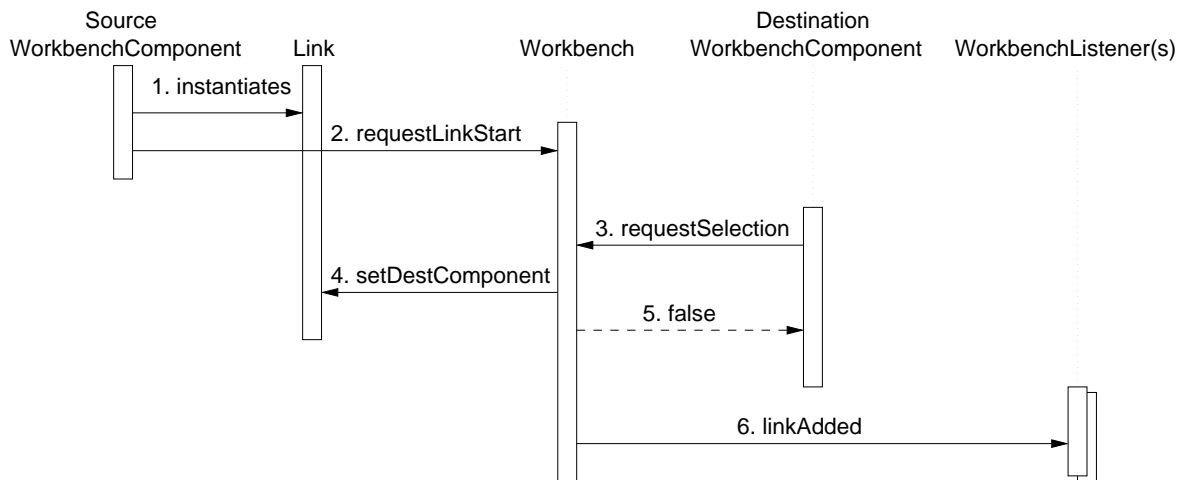 Source
WorkbenchComponent
Link
Workbench
Destination
WorkbenchComponent
WorkbenchListener(s)
1. instantiates
2. requestLinkStart
3. requestSelection
4. setDestComponent
5. false
6. linkAdded